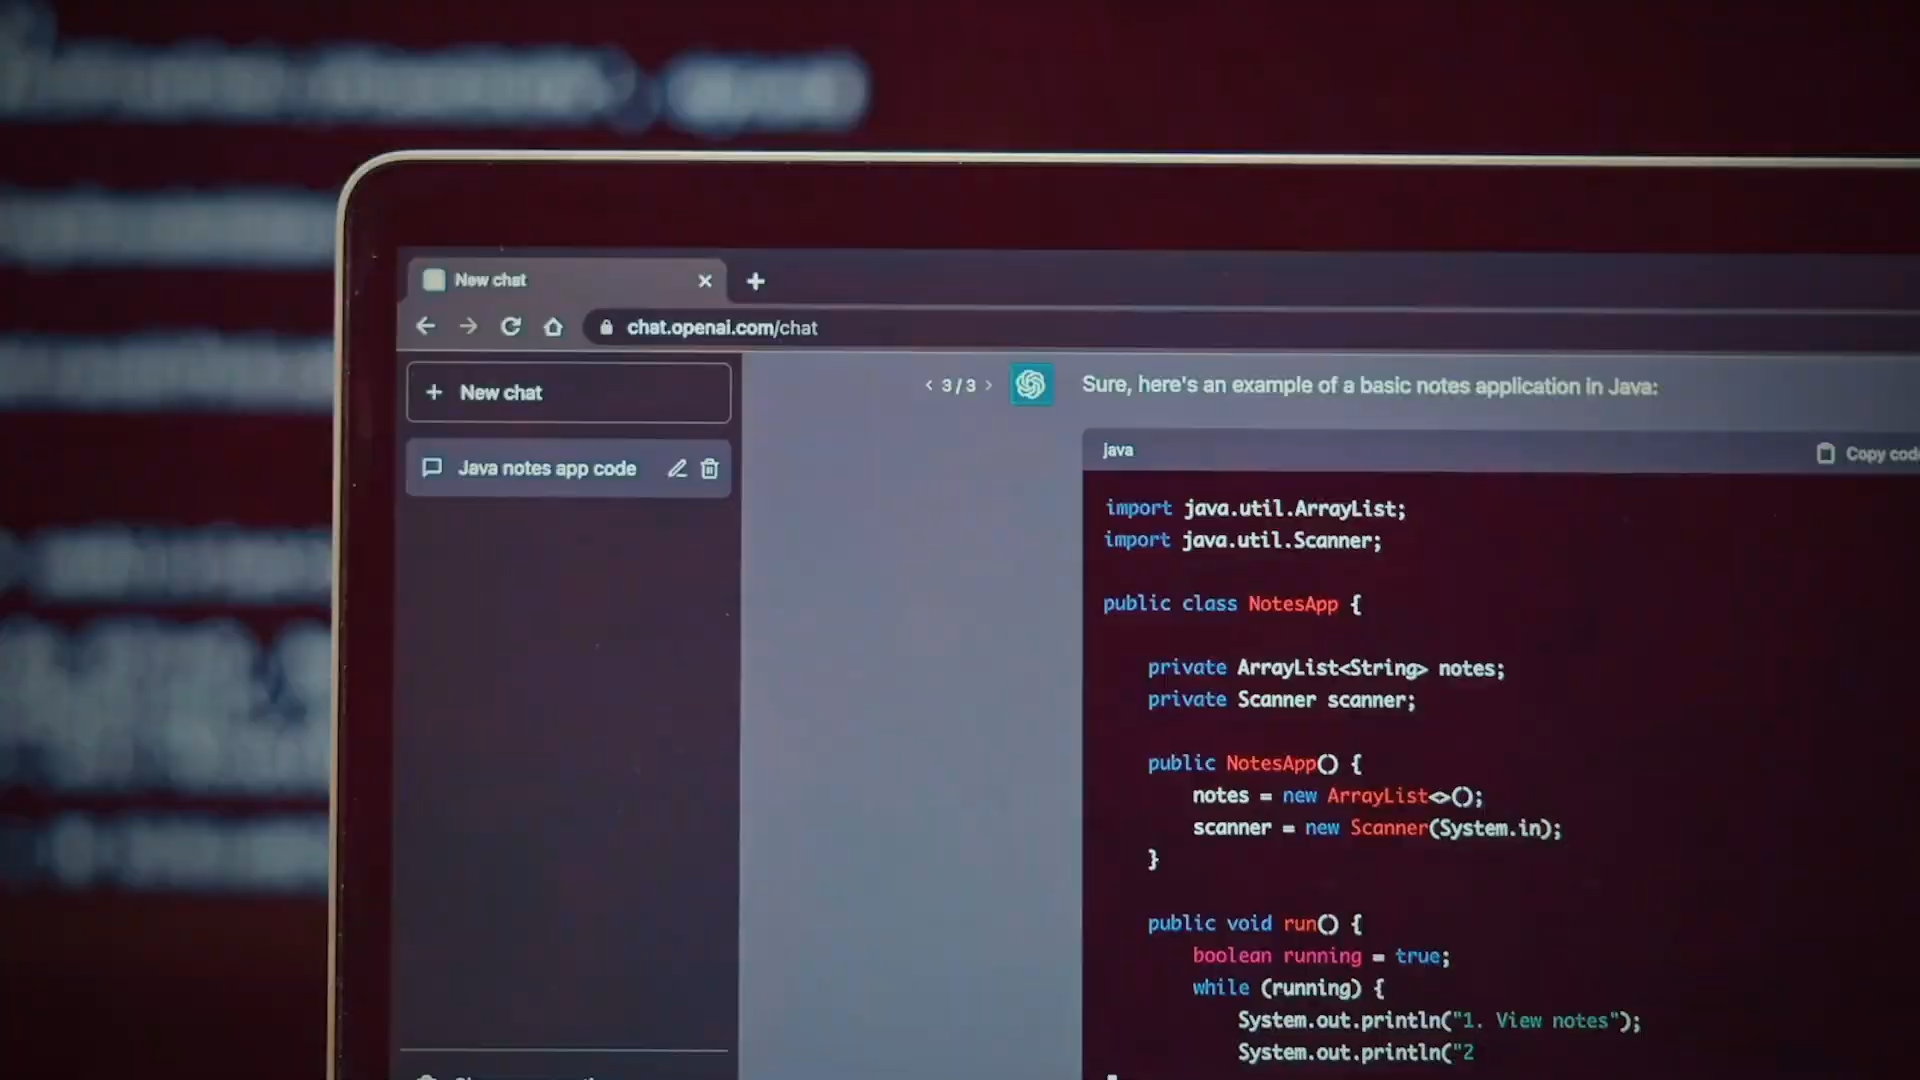 New chat
chat.openai.com/chat
New chat
Java notes app code
3 / 3
Sure, here's an example of a basic notes application in Java:
java
Copy code
import java.util.ArrayList;
import java.util.Scanner;
public class NotesApp {
private ArrayList<String> notes;
private Scanner scanner;
public NotesApp() {
notes = new ArrayList<>();
scanner = new Scanner(System.in);
}
public void run() {
boolean running = true;
while (running) {
System.out.println("1. View notes");
System.out.println("2